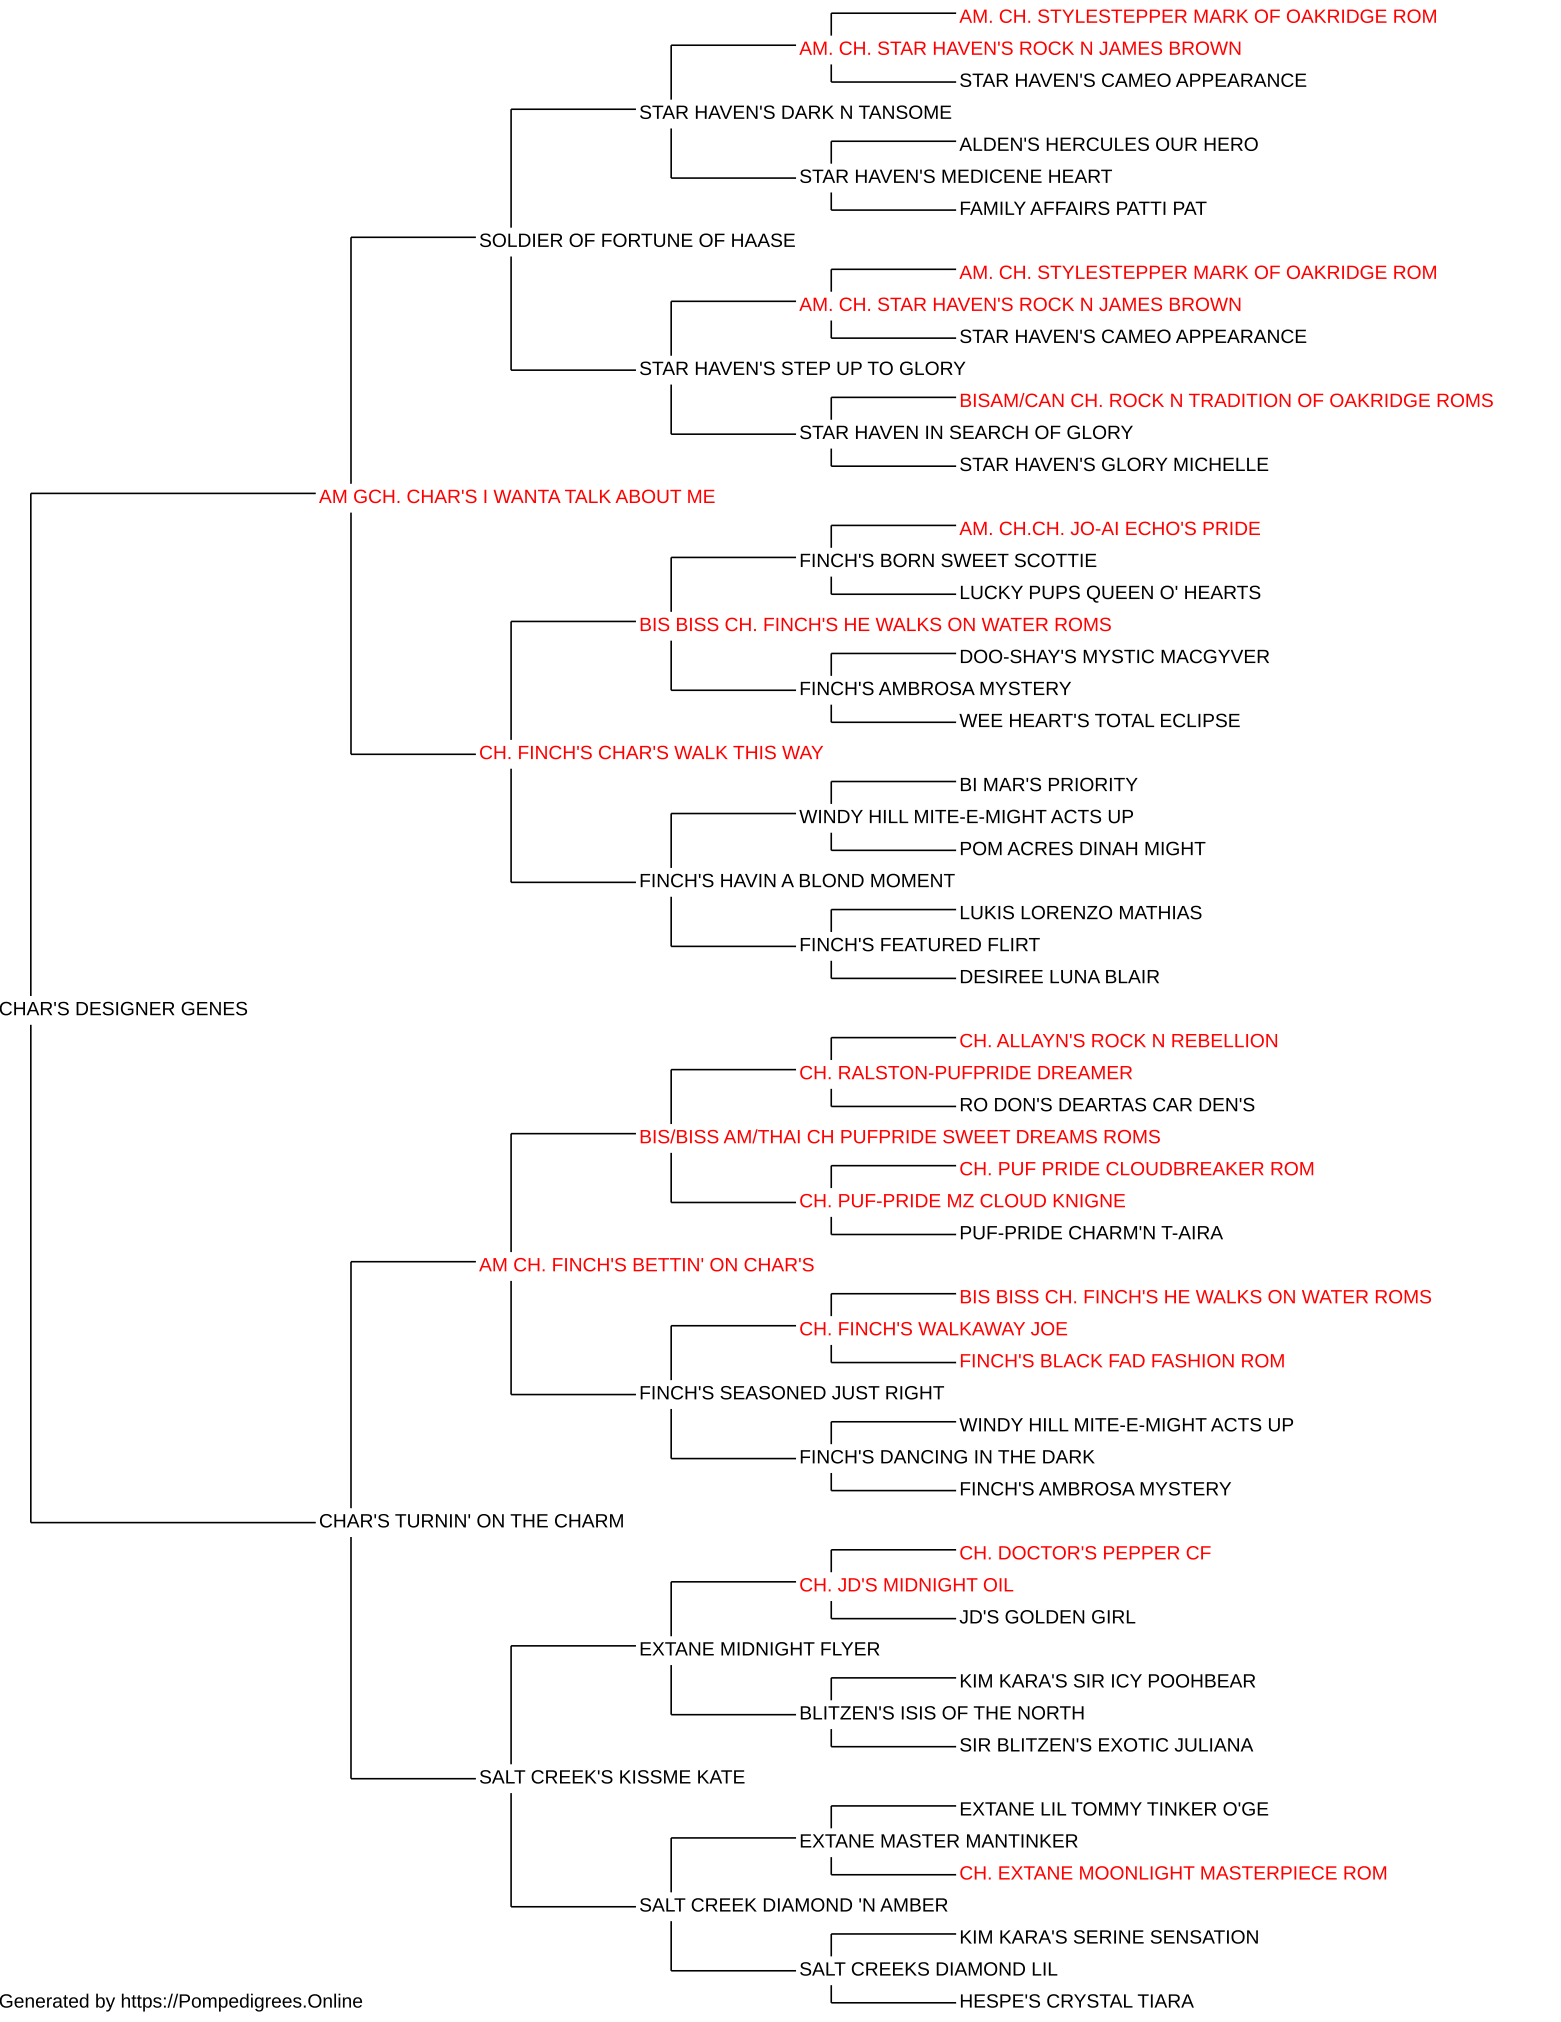 AM. CH. STYLESTEPPER MARK OF OAKRIDGE ROM
AM. CH. STAR HAVEN'S ROCK N JAMES BROWN
STAR HAVEN'S CAMEO APPEARANCE
STAR HAVEN'S DARK N TANSOME
ALDEN'S HERCULES OUR HERO
STAR HAVEN'S MEDICENE HEART
FAMILY AFFAIRS PATTI PAT
SOLDIER OF FORTUNE OF HAASE
AM. CH. STYLESTEPPER MARK OF OAKRIDGE ROM
AM. CH. STAR HAVEN'S ROCK N JAMES BROWN
STAR HAVEN'S CAMEO APPEARANCE
STAR HAVEN'S STEP UP TO GLORY
BISAM/CAN CH. ROCK N TRADITION OF OAKRIDGE ROMS
STAR HAVEN IN SEARCH OF GLORY
STAR HAVEN'S GLORY MICHELLE
AM GCH. CHAR'S I WANTA TALK ABOUT ME
AM. CH.CH. JO-AI ECHO'S PRIDE
FINCH'S BORN SWEET SCOTTIE
LUCKY PUPS QUEEN O' HEARTS
BIS BISS CH. FINCH'S HE WALKS ON WATER ROMS
DOO-SHAY'S MYSTIC MACGYVER
FINCH'S AMBROSA MYSTERY
WEE HEART'S TOTAL ECLIPSE
CH. FINCH'S CHAR'S WALK THIS WAY
BI MAR'S PRIORITY
WINDY HILL MITE-E-MIGHT ACTS UP
POM ACRES DINAH MIGHT
FINCH'S HAVIN A BLOND MOMENT
LUKIS LORENZO MATHIAS
FINCH'S FEATURED FLIRT
DESIREE LUNA BLAIR
CHAR'S DESIGNER GENES
CH. ALLAYN'S ROCK N REBELLION
CH. RALSTON-PUFPRIDE DREAMER
RO DON'S DEARTAS CAR DEN'S
BIS/BISS AM/THAI CH PUFPRIDE SWEET DREAMS ROMS
CH. PUF PRIDE CLOUDBREAKER ROM
CH. PUF-PRIDE MZ CLOUD KNIGNE
PUF-PRIDE CHARM'N T-AIRA
AM CH. FINCH'S BETTIN' ON CHAR'S
BIS BISS CH. FINCH'S HE WALKS ON WATER ROMS
CH. FINCH'S WALKAWAY JOE
FINCH'S BLACK FAD FASHION ROM
FINCH'S SEASONED JUST RIGHT
WINDY HILL MITE-E-MIGHT ACTS UP
FINCH'S DANCING IN THE DARK
FINCH'S AMBROSA MYSTERY
CHAR'S TURNIN' ON THE CHARM
CH. DOCTOR'S PEPPER CF
CH. JD'S MIDNIGHT OIL
JD'S GOLDEN GIRL
EXTANE MIDNIGHT FLYER
KIM KARA'S SIR ICY POOHBEAR
BLITZEN'S ISIS OF THE NORTH
SIR BLITZEN'S EXOTIC JULIANA
SALT CREEK'S KISSME KATE
EXTANE LIL TOMMY TINKER O'GE
EXTANE MASTER MANTINKER
CH. EXTANE MOONLIGHT MASTERPIECE ROM
SALT CREEK DIAMOND 'N AMBER
KIM KARA'S SERINE SENSATION
SALT CREEKS DIAMOND LIL
HESPE'S CRYSTAL TIARA
Generated by https://Pompedigrees.Online